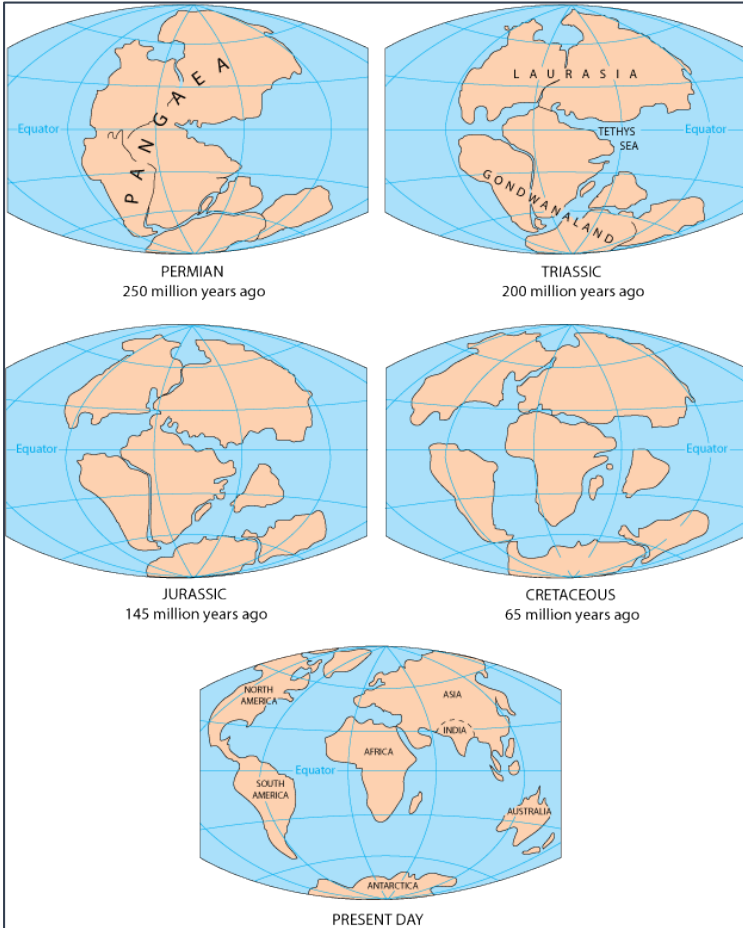 PANGAEA
Equator
PERMIAN
250 million years ago
LAURASIA
TETHYS
SEA
Equator
GONDWANALAND
TRIASSIC
200 million years ago
Equator
JURASSIC
145 million years ago
Equator
CRETACEOUS
65 million years ago
NORTH
AMERICA
ASIA
INDIA
AFRICA
Equator
SOUTH
AMERICA
AUSTRALIA
ANTARCTICA
PRESENT DAY